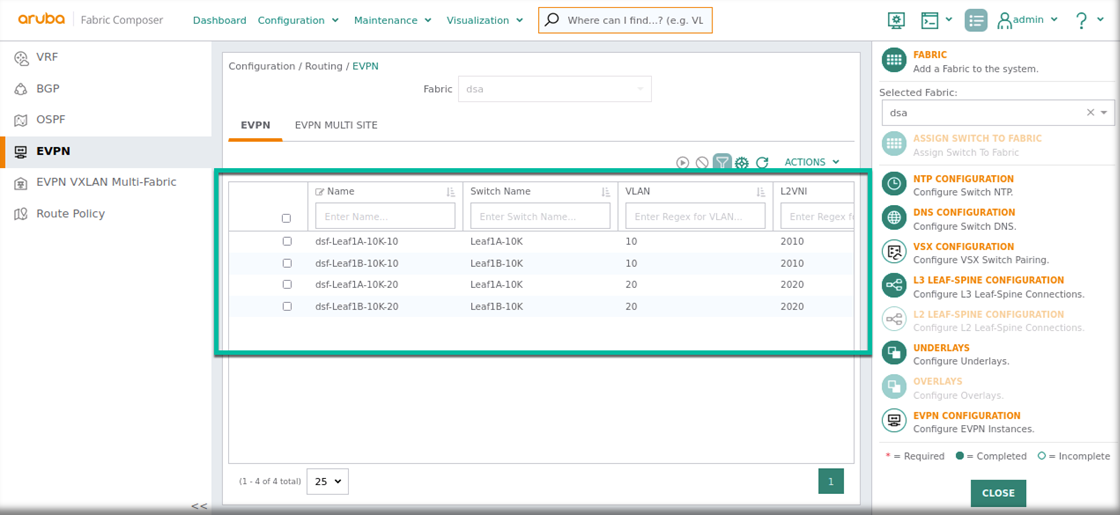 aruba Fabric Composer Dashboard Configuration Maintenance Visualization Where can I find...? (e.g. VL admin ?
VRF
BGP
OSPF
EVPN
EVPN VXLAN Multi-Fabric
Route Policy
<<
Configuration / Routing / EVPN
Fabric dsa
EVPN EVPN MULTI SITE
ACTIONS
Name Switch Name VLAN L2VNI
Enter Name... Enter Switch Name... Enter Regex for VLAN... Enter Regex f
dsf-Leaf1A-10K-10 Leaf1A-10K 10 2010
dsf-Leaf1B-10K-10 Leaf1B-10K 10 2010
dsf-Leaf1A-10K-20 Leaf1A-10K 20 2020
dsf-Leaf1B-10K-20 Leaf1B-10K 20 2020
(1 - 4 of 4 total) 25 1
FABRIC
Add a Fabric to the system.
Selected Fabric:
dsa
ASSIGN SWITCH TO FABRIC
Assign Switch To Fabric
NTP CONFIGURATION
Configure Switch NTP.
DNS CONFIGURATION
Configure Switch DNS.
VSX CONFIGURATION
Configure VSX Switch Pairing.
L3 LEAF-SPINE CONFIGURATION
Configure L3 Leaf-Spine Connections.
L2 LEAF-SPINE CONFIGURATION
Configure L2 Leaf-Spine Connections.
UNDERLAYS
Configure Underlays.
OVERLAYS
Configure Overlays.
EVPN CONFIGURATION
Configure EVPN Instances.
* = Required = Completed = Incomplete
CLOSE